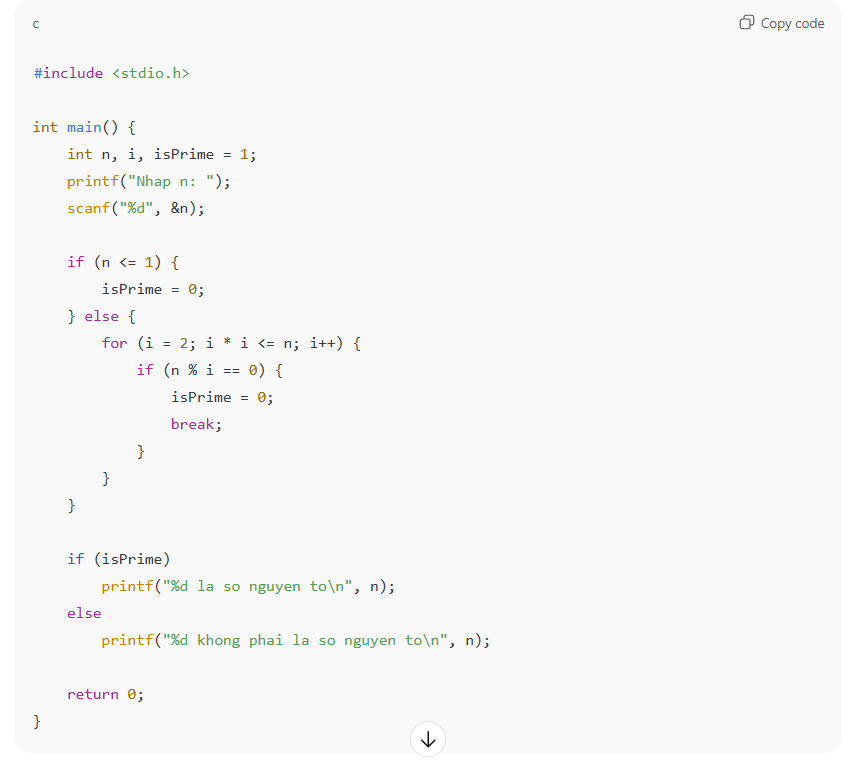 c
Copy code
#include <stdio.h>
int main() {
    int n, i, isPrime = 1;
    printf("Nhap n: ");
    scanf("%d", &n);
    if (n <= 1) {
        isPrime = 0;
    } else {
        for (i = 2; i * i <= n; i++) {
            if (n % i == 0) {
                isPrime = 0;
                break;
            }
        }
    }
    if (isPrime)
        printf("%d la so nguyen to\n", n);
    else
        printf("%d khong phai la so nguyen to\n", n);
    return 0;
}